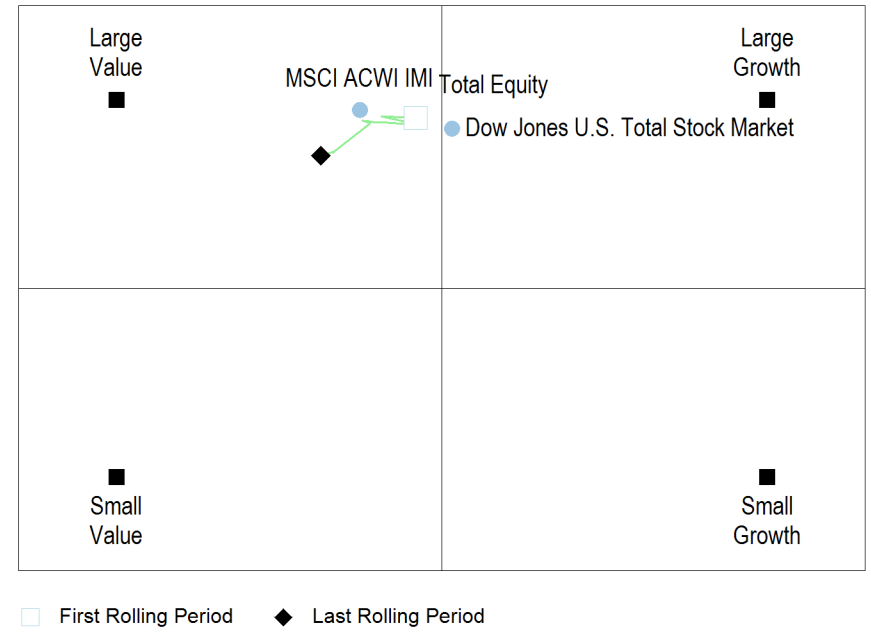 Large
Value
Large
Growth
MSCI ACWI IMI
Total Equity
Dow Jones U.S. Total Stock Market
Small
Value
Small
Growth
First Rolling Period
Last Rolling Period